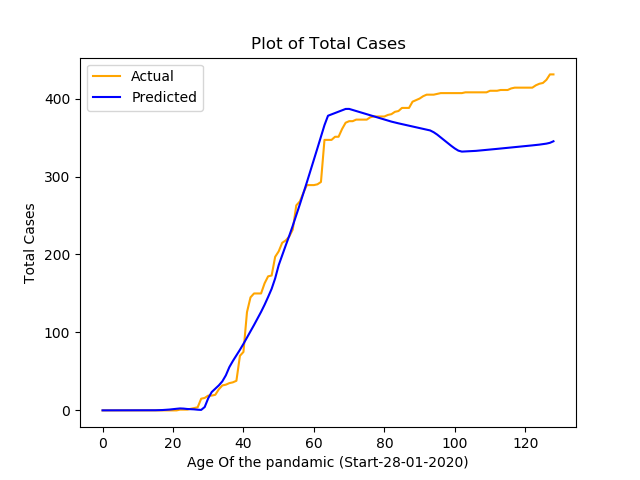 Plot of Total Cases
Actual
Predicted
400
300
200
100
0
Total Cases
0 20 40 60 80 100 120
Age Of the pandamic (Start-28-01-2020)